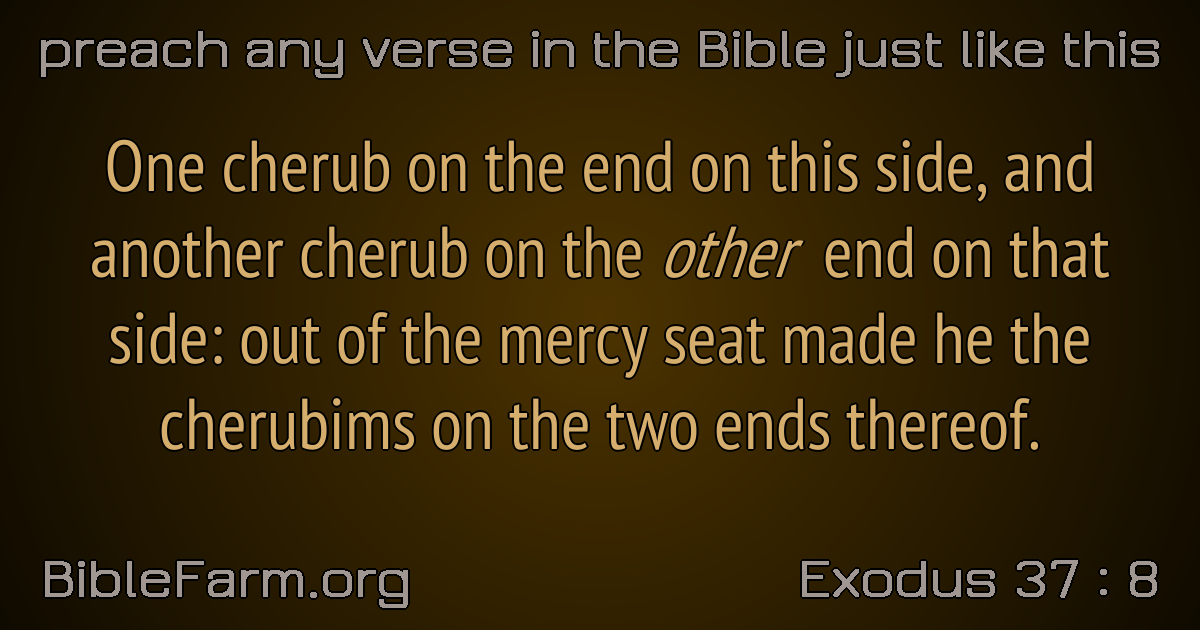 preach any verse in the Bible just like this
One cherub on the end on this side, and
another cherub on the other end on that
side: out of the mercy seat made he the
cherubims on the two ends thereof.
BibleFarm.org
Exodus 37 : 8